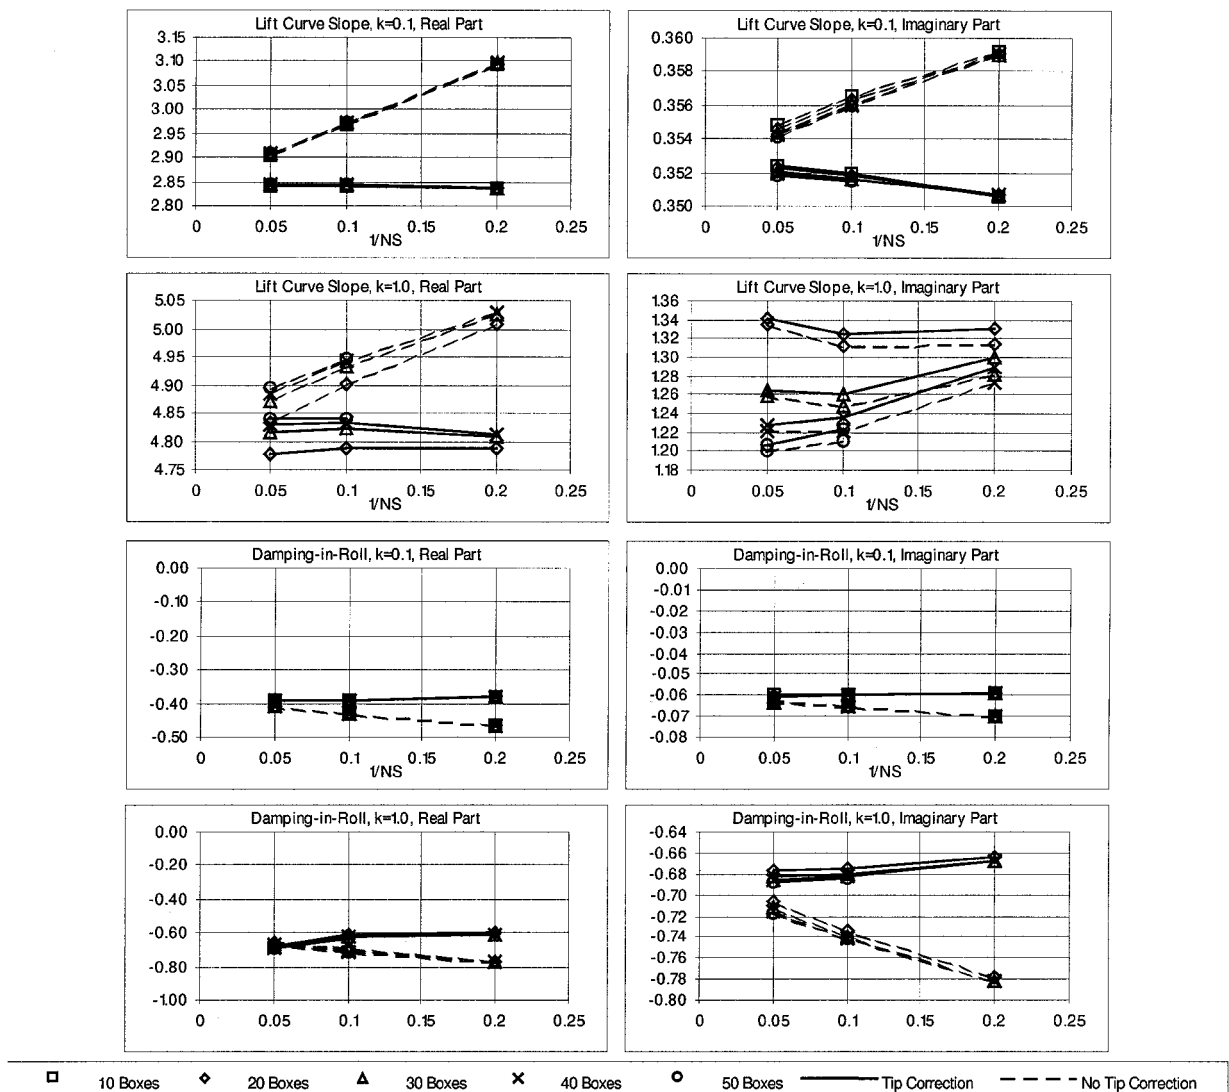 Lift Curve Slope, k=0.1, Real Part
3.15
3.10
3.05
3.00
2.95
2.90
2.85
2.80
0 0.05 0.1 0.15 0.2 0.25
1/NS
Lift Curve Slope, k=0.1, Imaginary Part
0.360
0.358
0.356
0.354
0.352
0.350
0 0.05 0.1 0.15 0.2 0.25
1/NS
Lift Curve Slope, k=1.0, Real Part
5.05
5.00
4.95
4.90
4.85
4.80
4.75
0 0.05 0.1 0.15 0.2 0.25
1/NS
Lift Curve Slope, k=1.0, Imaginary Part
1.36
1.34
1.32
1.30
1.28
1.26
1.24
1.22
1.20
1.18
0 0.05 0.1 0.15 0.2 0.25
1/NS
Damping-in-Roll, k=0.1, Real Part
0.00
-0.10
-0.30
-0.40
-0.50
0 0.05 0.1 0.15 0.2 0.25
1/NS
Damping-in-Roll, k=0.1, Imaginary Part
0.00
-0.01
-0.02
-0.03
-0.04
-0.05
-0.06
-0.07
-0.08
0 0.05 0.1 0.15 0.2 0.25
1/NS
Damping-in-Roll, k=1.0, Real Part
0.00
-0.20
-0.40
-0.60
-0.80
-1.00
0 0.05 0.1 0.15 0.2 0.25
Damping-in-Roll, k=1.0, Imaginary Part
-0.64
-0.66
-0.68
-0.70
-0.72
-0.74
-0.76
-0.78
-0.80
0 0.05 0.1 0.15 0.2 0.25
10 Boxes 20 Boxes 30 Boxes 40 Boxes 50 Boxes Tip Correction No Tip Correction